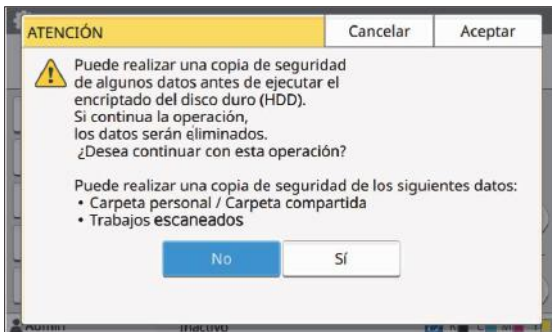 ATENCIÓN
Cancelar
Aceptar
Puede realizar una copia de seguridad
de algunos datos antes de ejecutar el
encriptado del disco duro (HDD).
Si continua la operación,
los datos serán eliminados.
¿Desea continuar con esta operación?
Puede realizar una copia de seguridad de los siguientes datos:
• Carpeta personal / Carpeta compartida
• Trabajos escaneados
No
Sí
Admin
Inactivo